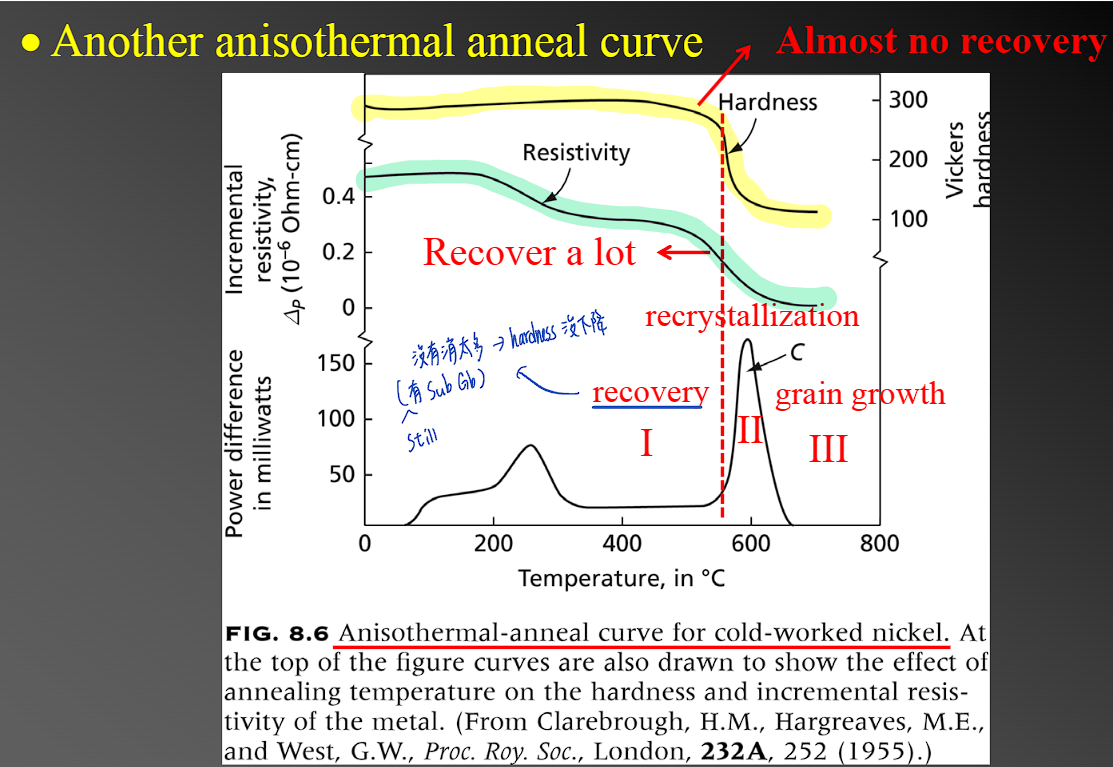 • Another anisothermal anneal curve
Almost no recovery
Hardness
300
200
100
Vickers
hardness
Resistivity
Incremental
resistivity,
Δρ (10⁻⁶ Ohm-cm)
0.4
0.2
0
Recover a lot
recrystallization
沒有消太多 → hardness 沒下降
(有 Sub Gb)
still
recovery
C
grain growth
I
II
III
Power difference
in milliwatts
150
100
50
0
200
400
600
800
Temperature, in °C
FIG. 8.6 Anisothermal-anneal curve for cold-worked nickel. At
the top of the figure curves are also drawn to show the effect of
annealing temperature on the hardness and incremental resis-
tivity of the metal. (From Clarebrough, H.M., Hargreaves, M.E.,
and West, G.W., Proc. Roy. Soc., London, 232A, 252 (1955).)